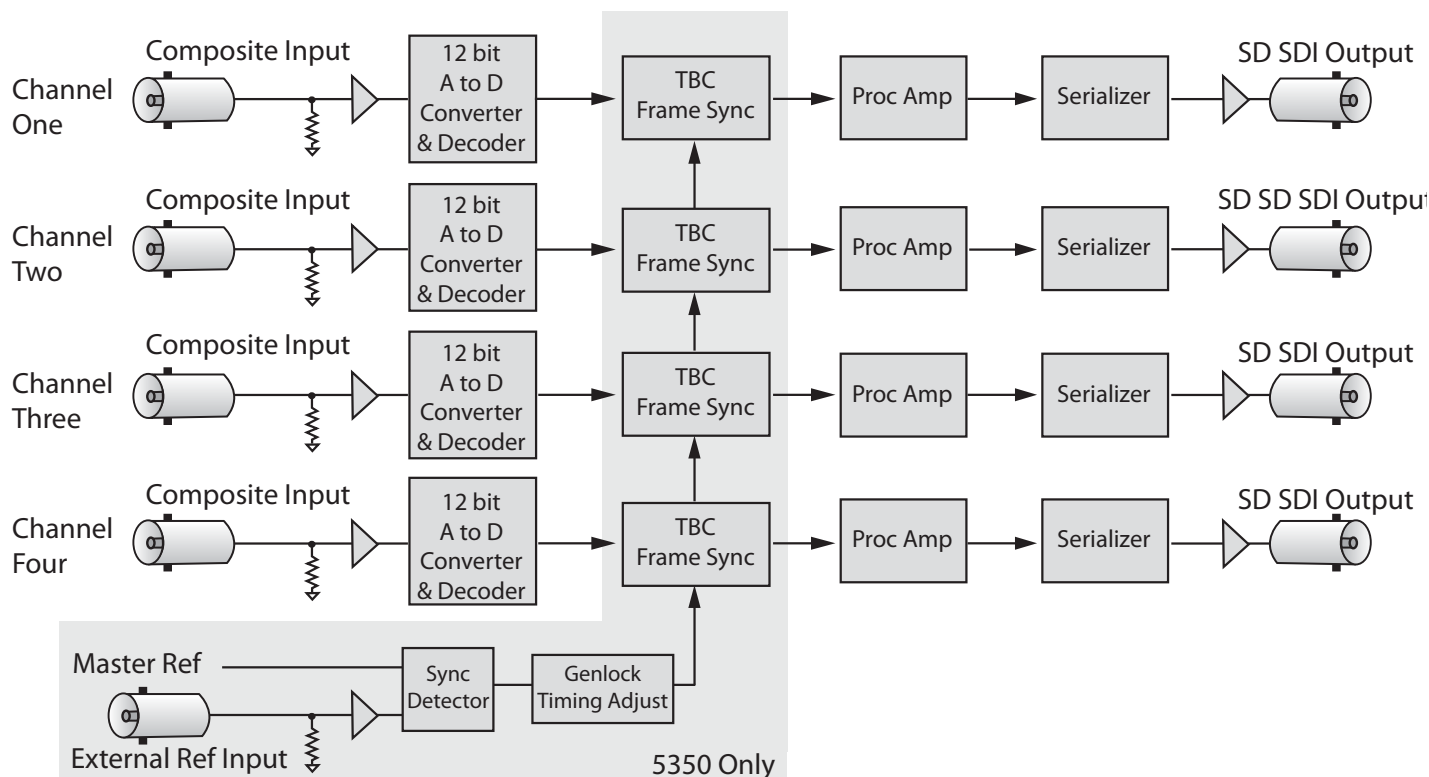 Channel
One
Composite Input
12 bit
A to D
Converter
& Decoder
TBC
Frame Sync
Proc Amp
Serializer
SD SDI Output
Channel
Two
Composite Input
12 bit
A to D
Converter
& Decoder
TBC
Frame Sync
Proc Amp
Serializer
SD SD SDI Output
Channel
Three
Composite Input
12 bit
A to D
Converter
& Decoder
TBC
Frame Sync
Proc Amp
Serializer
SD SDI Output
Channel
Four
Composite Input
12 bit
A to D
Converter
& Decoder
TBC
Frame Sync
Proc Amp
Serializer
SD SDI Output
Master Ref
External Ref Input
Sync
Detector
Genlock
Timing Adjust
5350 Only